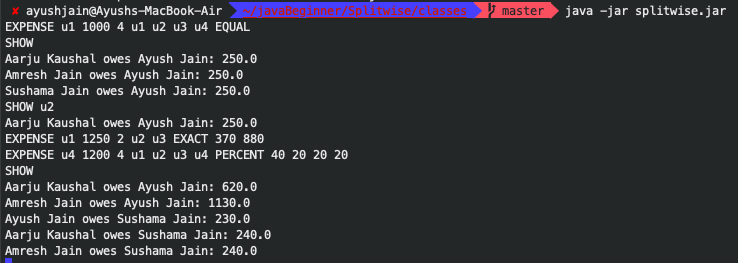 ✘ ayushjain@Ayushs-MacBook-Air ~/javaBeginner/Splitwise/classes master java -jar splitwise.jar
EXPENSE u1 1000 4 u1 u2 u3 u4 EQUAL
SHOW
Aarju Kaushal owes Ayush Jain: 250.0
Amresh Jain owes Ayush Jain: 250.0
Sushama Jain owes Ayush Jain: 250.0
SHOW u2
Aarju Kaushal owes Ayush Jain: 250.0
EXPENSE u1 1250 2 u2 u3 EXACT 370 880
EXPENSE u4 1200 4 u1 u2 u3 u4 PERCENT 40 20 20 20
SHOW
Aarju Kaushal owes Ayush Jain: 620.0
Amresh Jain owes Ayush Jain: 1130.0
Ayush Jain owes Sushama Jain: 230.0
Aarju Kaushal owes Sushama Jain: 240.0
Amresh Jain owes Sushama Jain: 240.0